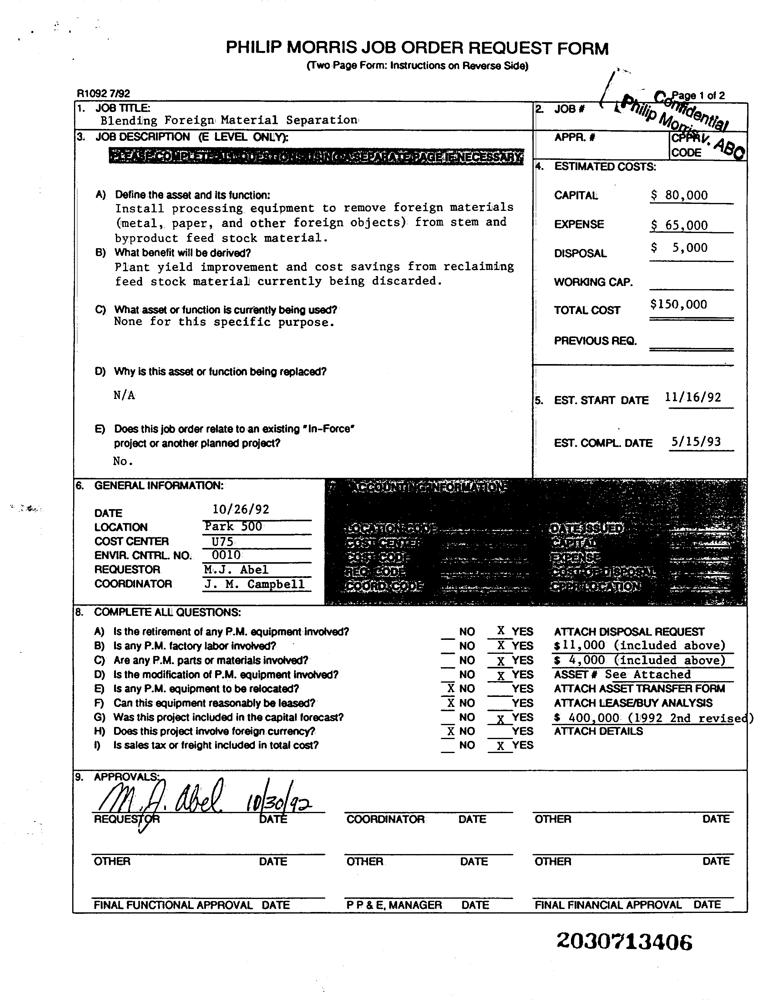 PHILIP MORRIS JOB ORDER REQUEST FORM
(Two Page Form: Instructions on Reverse Side)
R1092 7/92
Page 1 of 2
Confidential
Philip Morris
1. JOB TITLE:
Blending Foreign Material Separation
2. JOB #
APPR. #
CODE
3. JOB DESCRIPTION (E LEVEL ONLY):
PLEASE COMPLETE ALL QUESTIONS USING A SEPARATE PAGE IF NECESSARY
A) Define the asset and its function:
Install processing equipment to remove foreign materials
(metal, paper, and other foreign objects) from stem and
byproduct feed stock material.
B) What benefit will be derived?
Plant yield improvement and cost savings from reclaiming
feed stock material currently being discarded.
C) What asset or function is currently being used?
None for this specific purpose.
D) Why is this asset or function being replaced?
N/A
E) Does this job order relate to an existing "In-Force"
project or another planned project?
No.
4. ESTIMATED COSTS:
CAPITAL $ 80,000
EXPENSE $ 65,000
DISPOSAL $ 5,000
WORKING CAP.
TOTAL COST $150,000
PREVIOUS REQ.
5. EST. START DATE 11/16/92
EST. COMPL. DATE 5/15/93
6. GENERAL INFORMATION:
DATE 10/26/92
LOCATION Park 500
COST CENTER U75
ENVIR. CNTRL. NO. 0010
REQUESTOR M.J. Abel
COORDINATOR J. M. Campbell
7. ACCOUNTING INFORMATION
LOCATION CODE DATE ISSUED
COST CENTER CAPITAL
COST CODE EXPENSE
REQ. CODE COST OF DISPOSAL
COORD. CODE CPPR LOCATION
8. COMPLETE ALL QUESTIONS:
A) Is the retirement of any P.M. equipment involved? NO X YES ATTACH DISPOSAL REQUEST
B) Is any P.M. factory labor involved? NO X YES $11,000 (included above)
C) Are any P.M. parts or materials involved? NO X YES $ 4,000 (included above)
D) Is the modification of P.M. equipment involved? NO X YES ASSET # See Attached
E) Is any P.M. equipment to be relocated? X NO YES ATTACH ASSET TRANSFER FORM
F) Can this equipment reasonably be leased? X NO YES ATTACH LEASE/BUY ANALYSIS
G) Was this project included in the capital forecast? NO X YES $ 400,000 (1992 2nd revised)
H) Does this project involve foreign currency? X NO YES ATTACH DETAILS
I) Is sales tax or freight included in total cost? NO X YES
9. APPROVALS:
M. J. Abel 10/30/92
REQUESTOR DATE COORDINATOR DATE OTHER DATE
OTHER DATE OTHER DATE OTHER DATE
FINAL FUNCTIONAL APPROVAL DATE P P & E, MANAGER DATE FINAL FINANCIAL APPROVAL DATE
2030713406